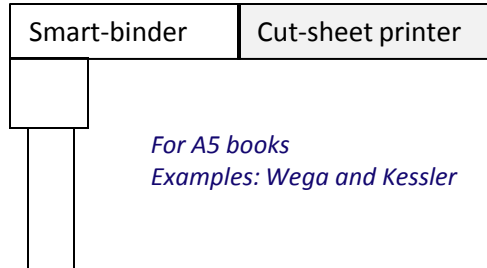 Smart-binder
Cut-sheet printer
For A5 books
Examples: Wega and Kessler